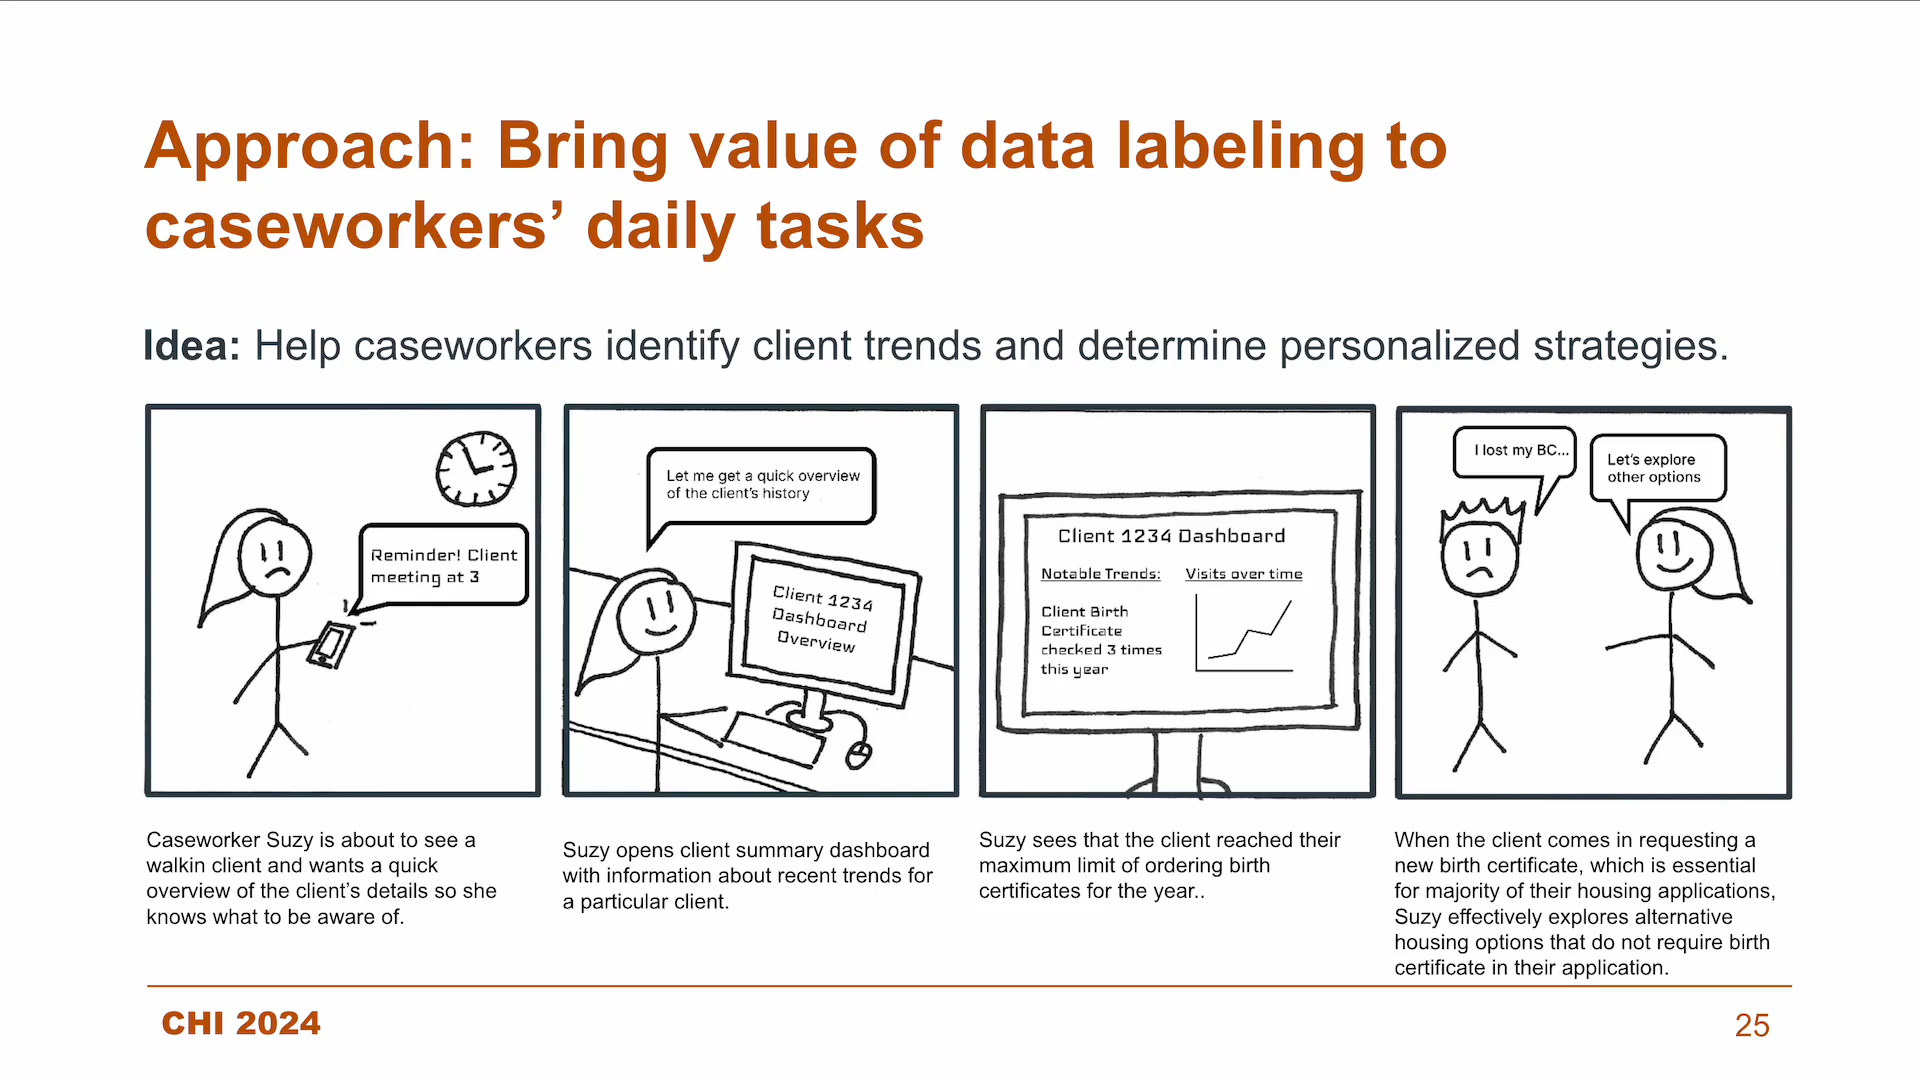 Approach: Bring value of data labeling to
caseworkers’ daily tasks
Idea: Help caseworkers identify client trends and determine personalized strategies.
Reminder! Client
meeting at 3
Let me get a quick overview
of the client's history
Client 1234
Dashboard
Overview
Client 1234 Dashboard
Notable Trends:
Client Birth
Certificate
checked 3 times
this year
Visits over time
I lost my BC...
Let's explore
other options
Caseworker Suzy is about to see a
walkin client and wants a quick
overview of the client’s details so she
knows what to be aware of.
Suzy opens client summary dashboard
with information about recent trends for
a particular client.
Suzy sees that the client reached their
maximum limit of ordering birth
certificates for the year..
When the client comes in requesting a
new birth certificate, which is essential
for majority of their housing applications,
Suzy effectively explores alternative
housing options that do not require birth
certificate in their application.
CHI 2024
25